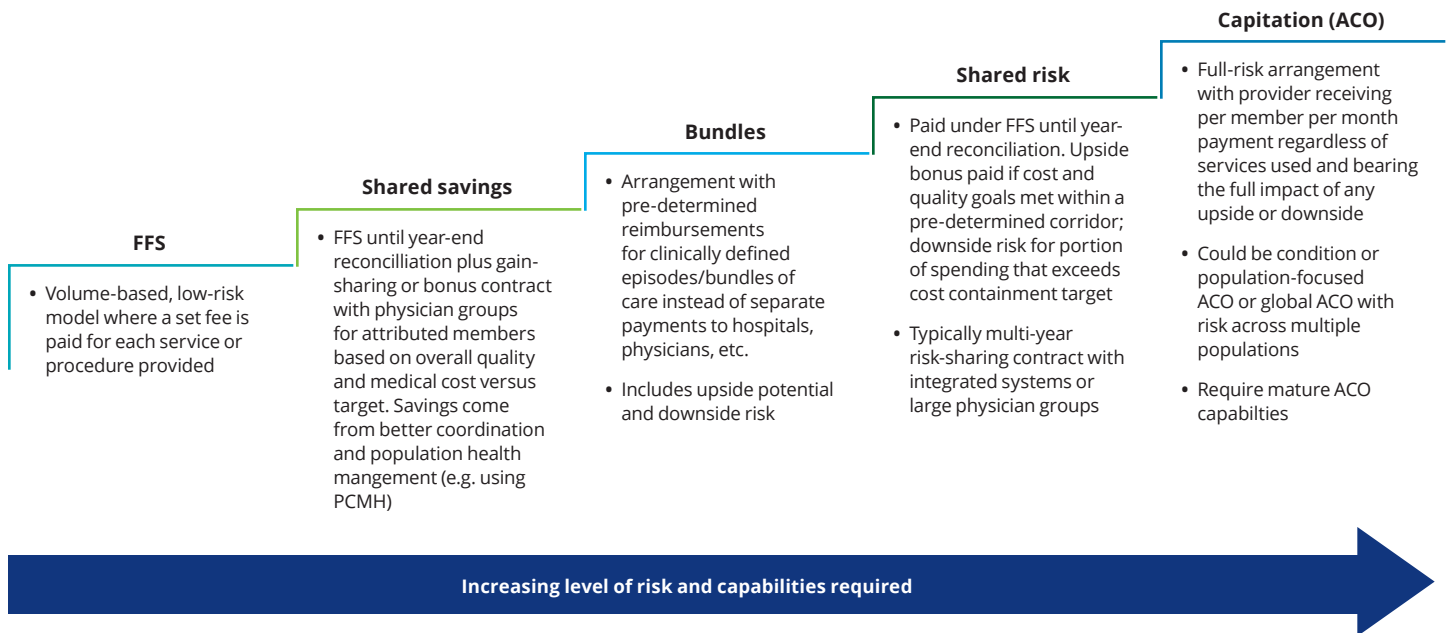 FFS
• Volume-based, low-risk
model where a set fee is
paid for each service or
procedure provided
Shared savings
• FFS until year-end
reconcilliation plus gain-
sharing or bonus contract
with physician groups
for attributed members
based on overall quality
and medical cost versus
target. Savings come
from better coordination
and population health
mangement (e.g. using
PCMH)
Bundles
• Arrangement with
pre-determined
reimbursements
for clinically defined
episodes/bundles of
care instead of separate
payments to hospitals,
physicians, etc.
• Includes upside potential
and downside risk
Shared risk
• Paid under FFS until year-
end reconciliation. Upside
bonus paid if cost and
quality goals met within a
pre-determined corridor;
downside risk for portion
of spending that exceeds
cost containment target
• Typically multi-year
risk-sharing contract with
integrated systems or
large physician groups
Capitation (ACO)
• Full-risk arrangement
with provider receiving
per member per month
payment regardless of
services used and bearing
the full impact of any
upside or downside
• Could be condition or
population-focused
ACO or global ACO with
risk across multiple
populations
• Require mature ACO
capabilties
Increasing level of risk and capabilities required